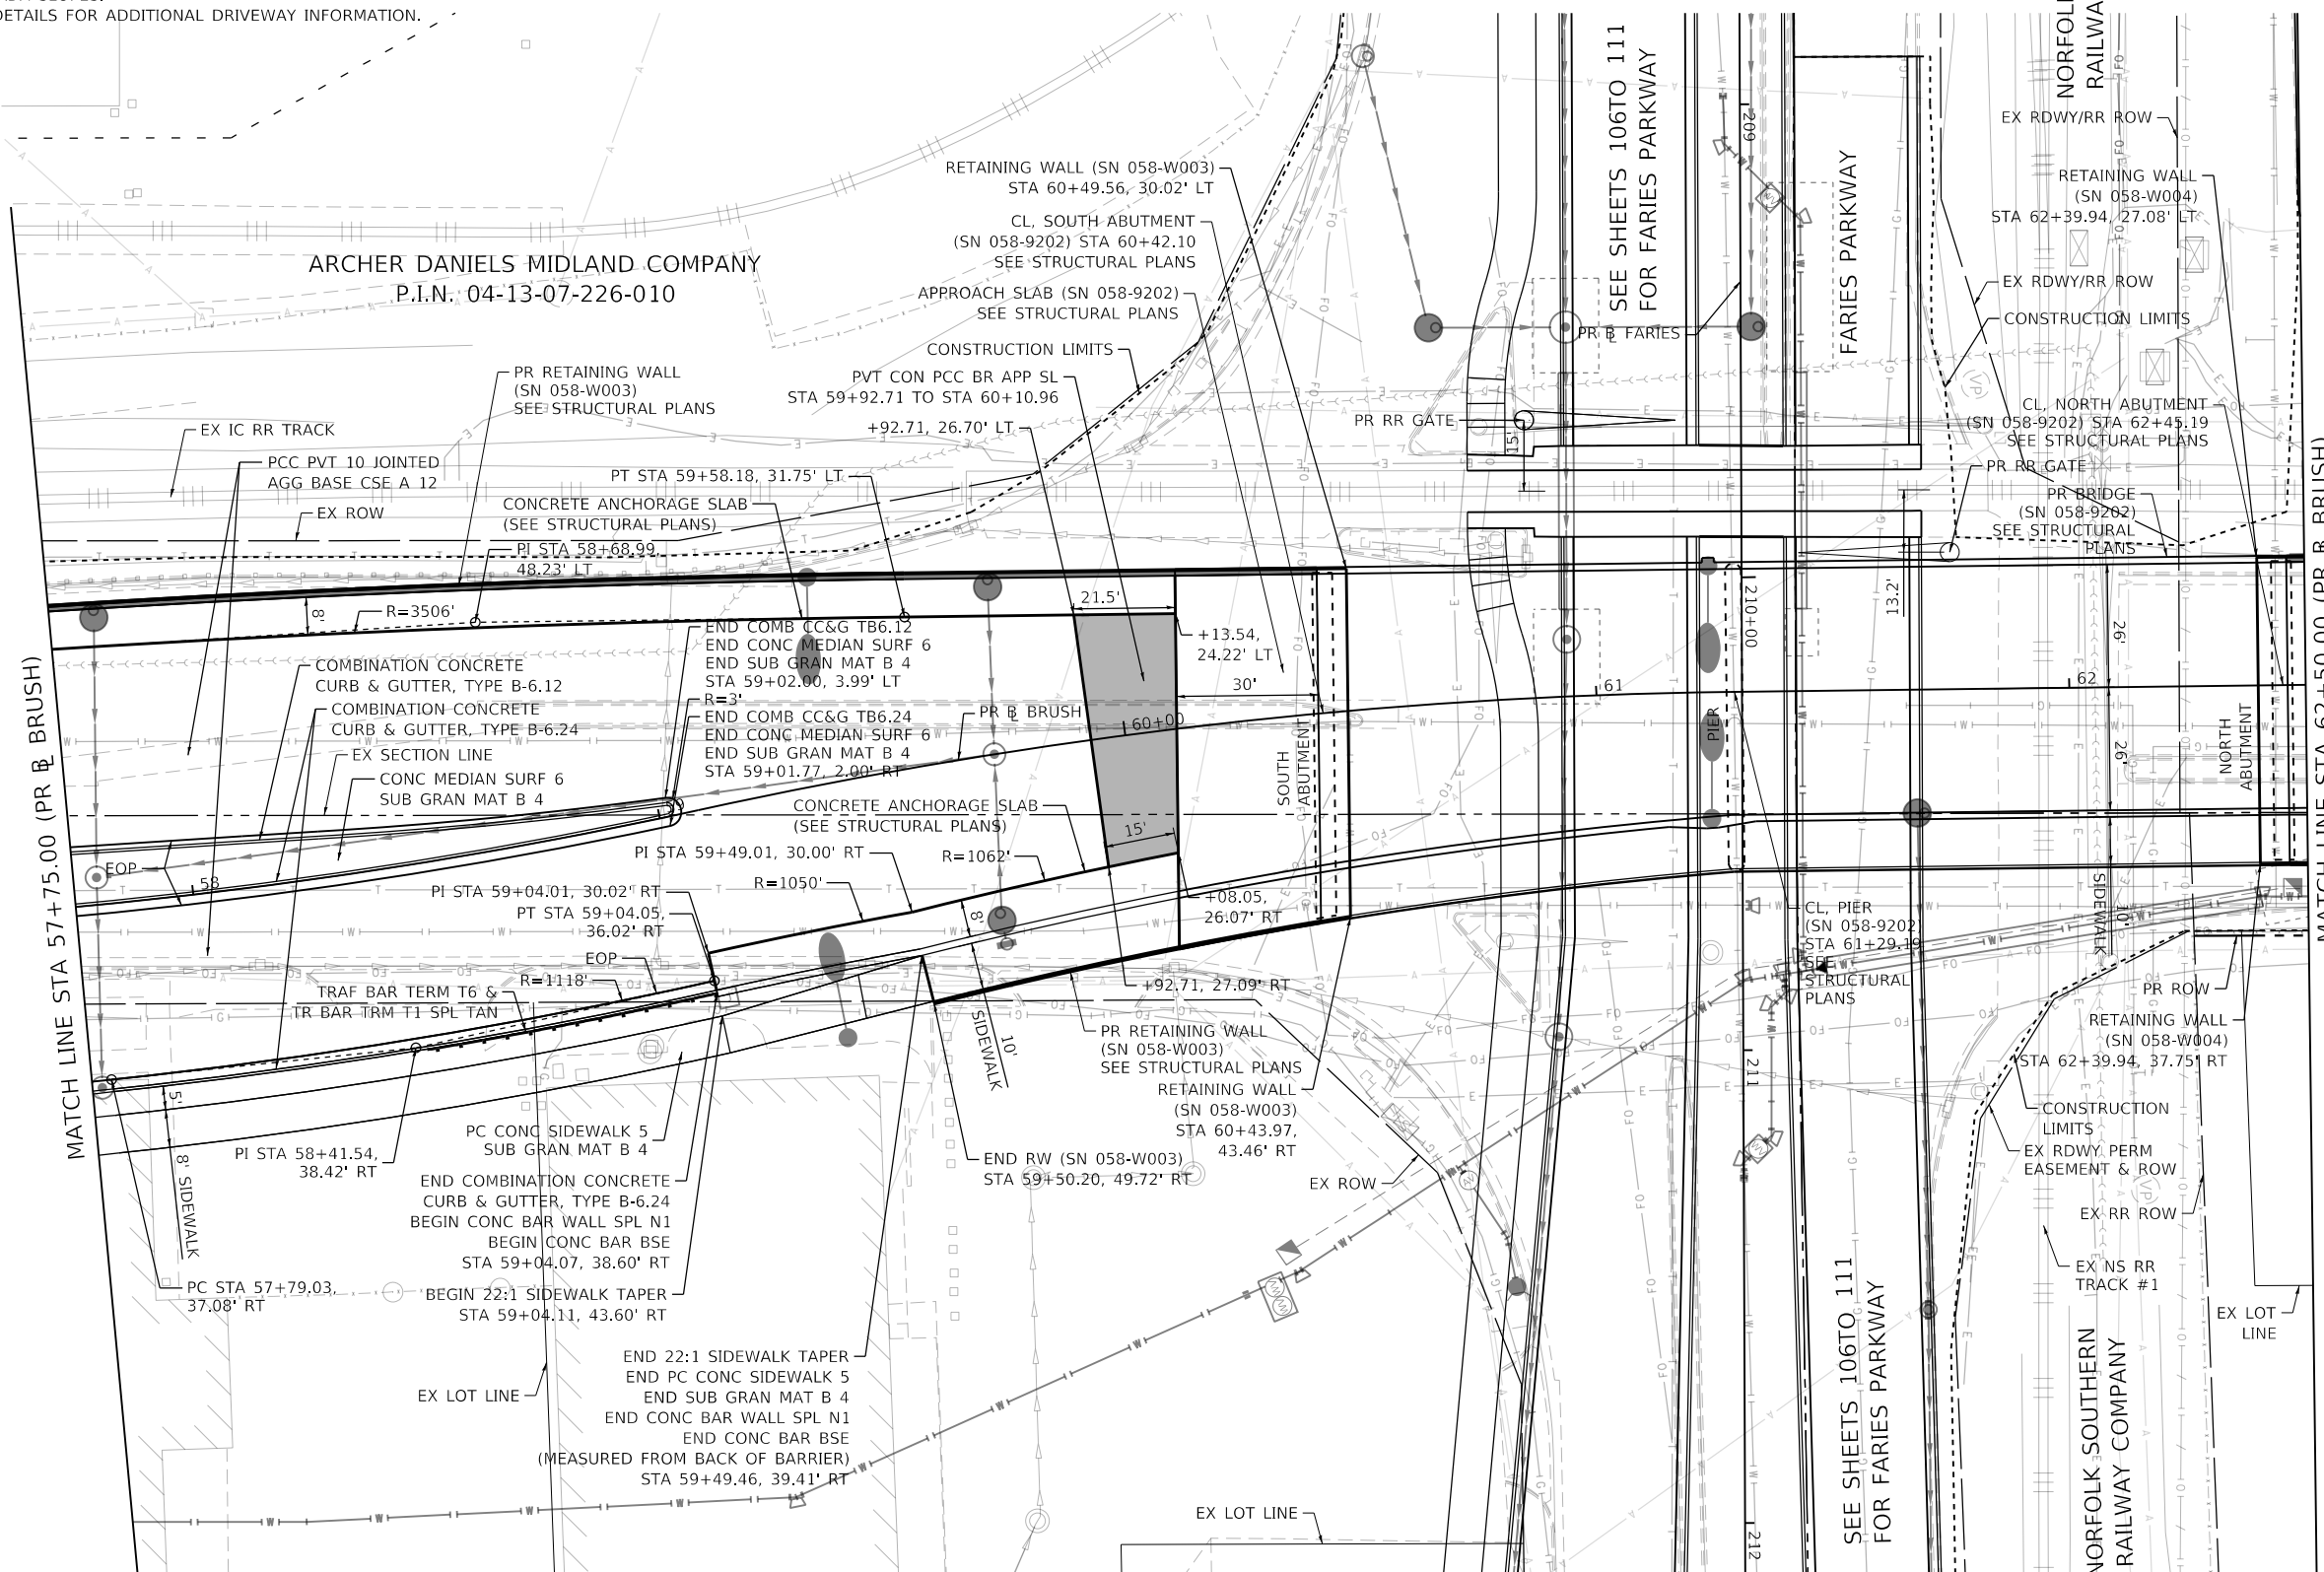 DETAILS FOR ADDITIONAL DRIVEWAY INFORMATION.
ARCHER DANIELS MIDLAND COMPANY
P.I.N. 04-13-07-226-010
RETAINING WALL (SN 058-W003)
STA 60+49.56, 30.02' LT
CL, SOUTH ABUTMENT
(SN 058-9202) STA 60+42.10
SEE STRUCTURAL PLANS
APPROACH SLAB (SN 058-9202)
SEE STRUCTURAL PLANS
CONSTRUCTION LIMITS
PVT CON PCC BR APP SL
STA 59+92.71 TO STA 60+10.96
+92.71, 26.70' LT
PT STA 59+58.18, 31.75' LT
CONCRETE ANCHORAGE SLAB
(SEE STRUCTURAL PLANS)
PI STA 58+68.99,
48.23' LT
PR RETAINING WALL
(SN 058-W003)
SEE STRUCTURAL PLANS
EX IC RR TRACK
PCC PVT 10 JOINTED
AGG BASE CSE A 12
EX ROW
8'
R=3506'
MATCH LINE STA 57+75.00 (PR B BRUSH)
COMBINATION CONCRETE
CURB & GUTTER, TYPE B-6.12
COMBINATION CONCRETE
CURB & GUTTER, TYPE B-6.24
EX SECTION LINE
CONC MEDIAN SURF 6
SUB GRAN MAT B 4
END COMB CC&G TB6.12
END CONC MEDIAN SURF 6
END SUB GRAN MAT B 4
STA 59+02.00, 3.99' LT
R=3'
END COMB CC&G TB6.24
END CONC MEDIAN SURF 6
END SUB GRAN MAT B 4
STA 59+01.77, 2.00' RT
PR B BRUSH
60+00
21.5'
+13.54,
24.22' LT
30'
SOUTH
ABUTMENT
15'
CONCRETE ANCHORAGE SLAB
(SEE STRUCTURAL PLANS)
PI STA 59+49.01, 30.00' RT
R=1062'
R=1050'
PI STA 59+04.01, 30.02' RT
PT STA 59+04.05,
36.02' RT
EOP
58
EOP
R=1118'
TRAF BAR TERM T6 &
TR BAR TRM T1 SPL TAN
8'
+08.05,
26.07' RT
+92.71, 27.09' RT
SIDEWALK
10'
PR RETAINING WALL
(SN 058-W003)
SEE STRUCTURAL PLANS
RETAINING WALL
(SN 058-W003)
STA 60+43.97,
43.46' RT
END RW (SN 058-W003)
STA 59+50.20, 49.72' RT
EX ROW
5'
8' SIDEWALK
PI STA 58+41.54,
38.42' RT
PC CONC SIDEWALK 5
SUB GRAN MAT B 4
END COMBINATION CONCRETE
CURB & GUTTER, TYPE B-6.24
BEGIN CONC BAR WALL SPL N1
BEGIN CONC BAR BSE
STA 59+04.07, 38.60' RT
PC STA 57+79.03,
37.08' RT
BEGIN 22:1 SIDEWALK TAPER
STA 59+04.11, 43.60' RT
END 22:1 SIDEWALK TAPER
END PC CONC SIDEWALK 5
END SUB GRAN MAT B 4
END CONC BAR WALL SPL N1
END CONC BAR BSE
(MEASURED FROM BACK OF BARRIER)
STA 59+49.46, 39.41' RT
EX LOT LINE
EX LOT LINE
SEE SHEETS 106TO 111
FOR FARIES PARKWAY
PR B FARIES
209
FARIES PARKWAY
PR RR GATE
15'
210+00
61
PIER
13.2'
CL, PIER
(SN 058-9202)
STA 61+29.19
SEE
STRUCTURAL
PLANS
211
212
SEE SHEETS 106TO 111
FOR FARIES PARKWAY
NORFOL
RAILWA
EX RDWY/RR ROW
RETAINING WALL
(SN 058-W004)
STA 62+39.94, 27.08' LT
EX RDWY/RR ROW
CONSTRUCTION LIMITS
CL, NORTH ABUTMENT
(SN 058-9202) STA 62+45.19
SEE STRUCTURAL PLANS
PR RR GATE
PR BRIDGE
(SN 058-9202)
SEE STRUCTURAL
PLANS
26'
62
26'
NORTH
ABUTMENT
SIDEWALK
10'
PR ROW
RETAINING WALL
(SN 058-W004)
STA 62+39.94, 37.75' RT
CONSTRUCTION
LIMITS
EX RDWY PERM
EASEMENT & ROW
EX RR ROW
EX NS RR
TRACK #1
EX LOT
LINE
NORFOLK SOUTHERN
RAILWAY COMPANY
MATCH LINE STA 62+50.00 (PR B BRUSH)